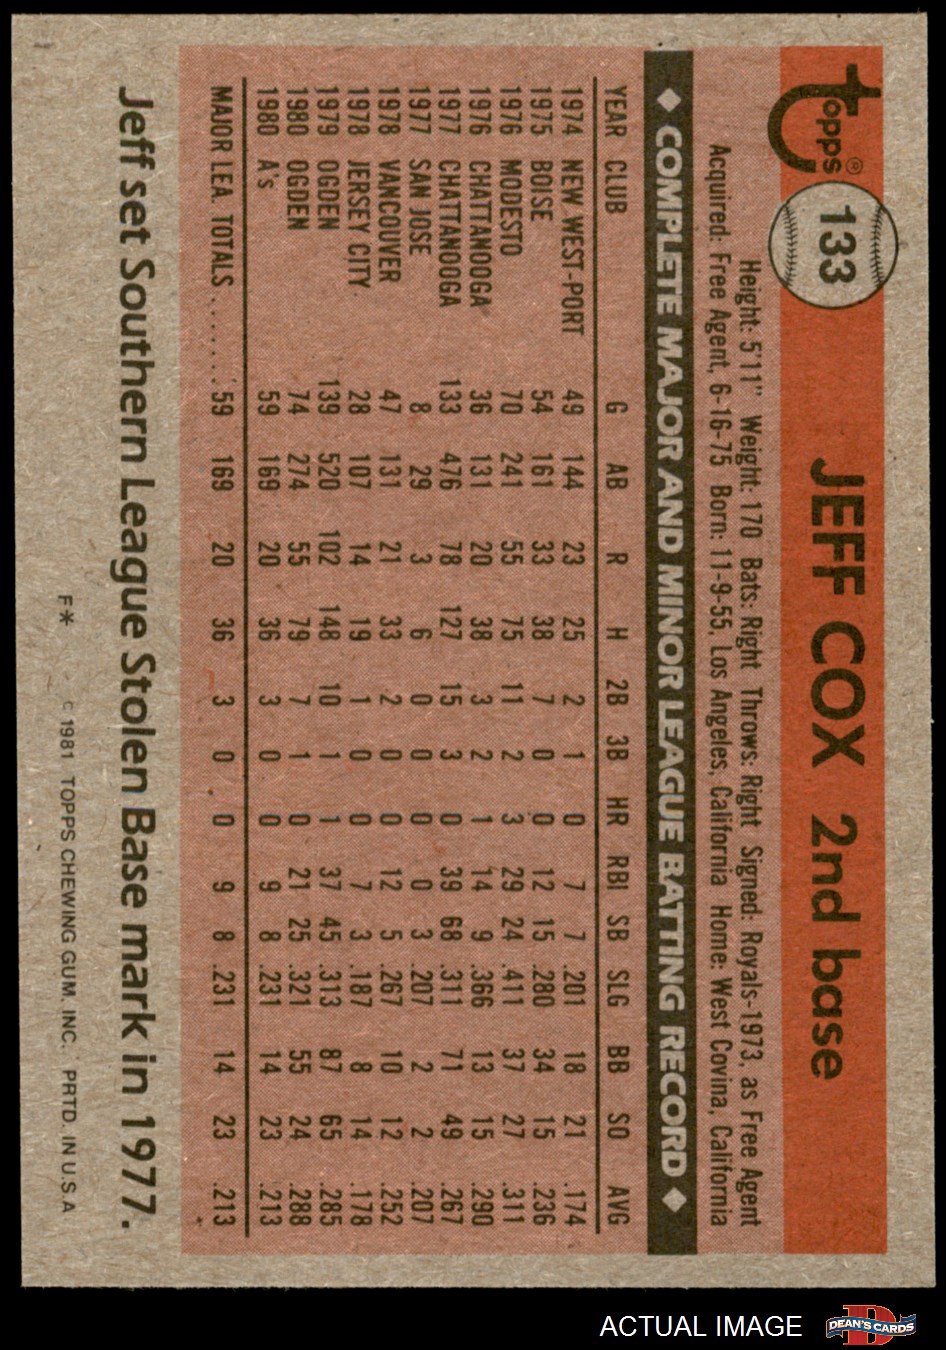 Topps® 133 JEFF COX 2nd base
Height: 5'11" Weight: 170 Bats: Right Throws: Right Signed: Royals-1973, as Free Agent
Acquired: Free Agent, 6-16-75 Born: 11-9-55, Los Angeles, California Home: West Covina, California
◆ COMPLETE MAJOR AND MINOR LEAGUE BATTING RECORD ◆
YEAR CLUB G AB R H 2B 3B HR RBI SB SLG BB SO AVG
1974 NEW WEST-PORT 49 144 23 25 2 1 0 7 7 .201 18 21 .174
1975 BOISE 54 161 33 38 7 0 0 12 15 .280 34 15 .236
1976 MODESTO 70 241 55 75 11 2 3 29 24 .411 37 27 .311
1976 CHATTANOOGA 36 131 20 38 3 2 1 14 9 .366 13 15 .290
1977 CHATTANOOGA 133 476 78 127 15 3 0 39 68 .311 71 49 .267
1977 SAN JOSE 8 29 3 6 0 0 0 0 3 .207 2 2 .207
1978 VANCOUVER 47 131 21 33 2 0 0 12 5 .267 10 12 .252
1978 JERSEY CITY 28 107 14 19 1 0 0 7 3 .187 8 14 .178
1979 OGDEN 139 520 102 148 10 1 1 37 45 .313 87 65 .285
1980 OGDEN 74 274 55 79 7 1 0 21 25 .321 55 24 .288
1980 A's 59 169 20 36 3 0 0 9 8 .231 14 23 .213
MAJOR LEA. TOTALS ........ 59 169 20 36 3 0 0 9 8 .231 14 23 .213
Jeff set Southern League Stolen Base mark in 1977.
F* © 1981 TOPPS CHEWING GUM. INC. PRTD. IN U.S.A
ACTUAL IMAGE D DEAN'S CARDS